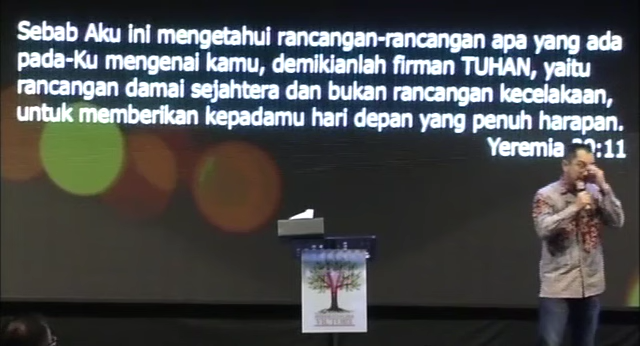 Sebab Aku ini mengetahui rancangan-rancangan apa yang ada
pada-Ku mengenai kamu, demikianlah firman TUHAN, yaitu
rancangan damai sejahtera dan bukan rancangan kecelakaan,
untuk memberikan kepadamu hari depan yang penuh harapan.
Yeremia :11